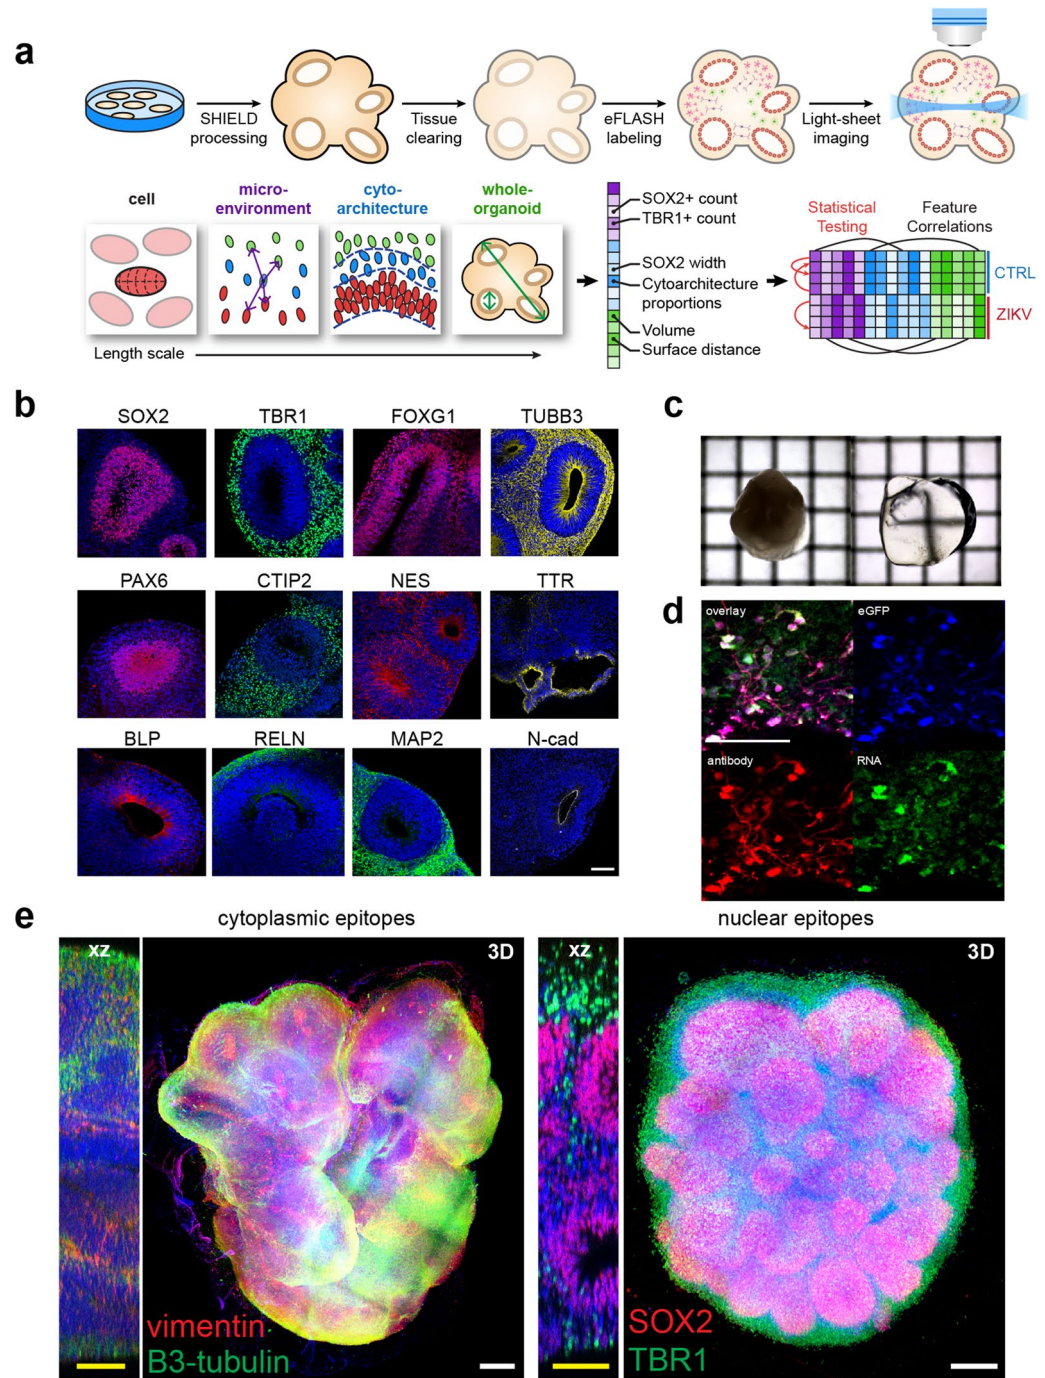 a
SHIELD
processing
Tissue
clearing
eFLASH
labeling
Light-sheet
imaging
cell
micro-
environment
cyto-
architecture
whole-
organoid
Length scale
SOX2+ count
TBR1+ count
SOX2 width
Cytoarchitecture
proportions
Volume
Surface distance
Statistical
Testing
Feature
Correlations
CTRL
ZIKV
b
SOX2
TBR1
FOXG1
TUBB3
PAX6
CTIP2
NES
TTR
BLP
RELN
MAP2
N-cad
c
d
overlay
eGFP
antibody
RNA
e
cytoplasmic epitopes
xz
3D
vimentin
B3-tubulin
nuclear epitopes
xz
3D
SOX2
TBR1